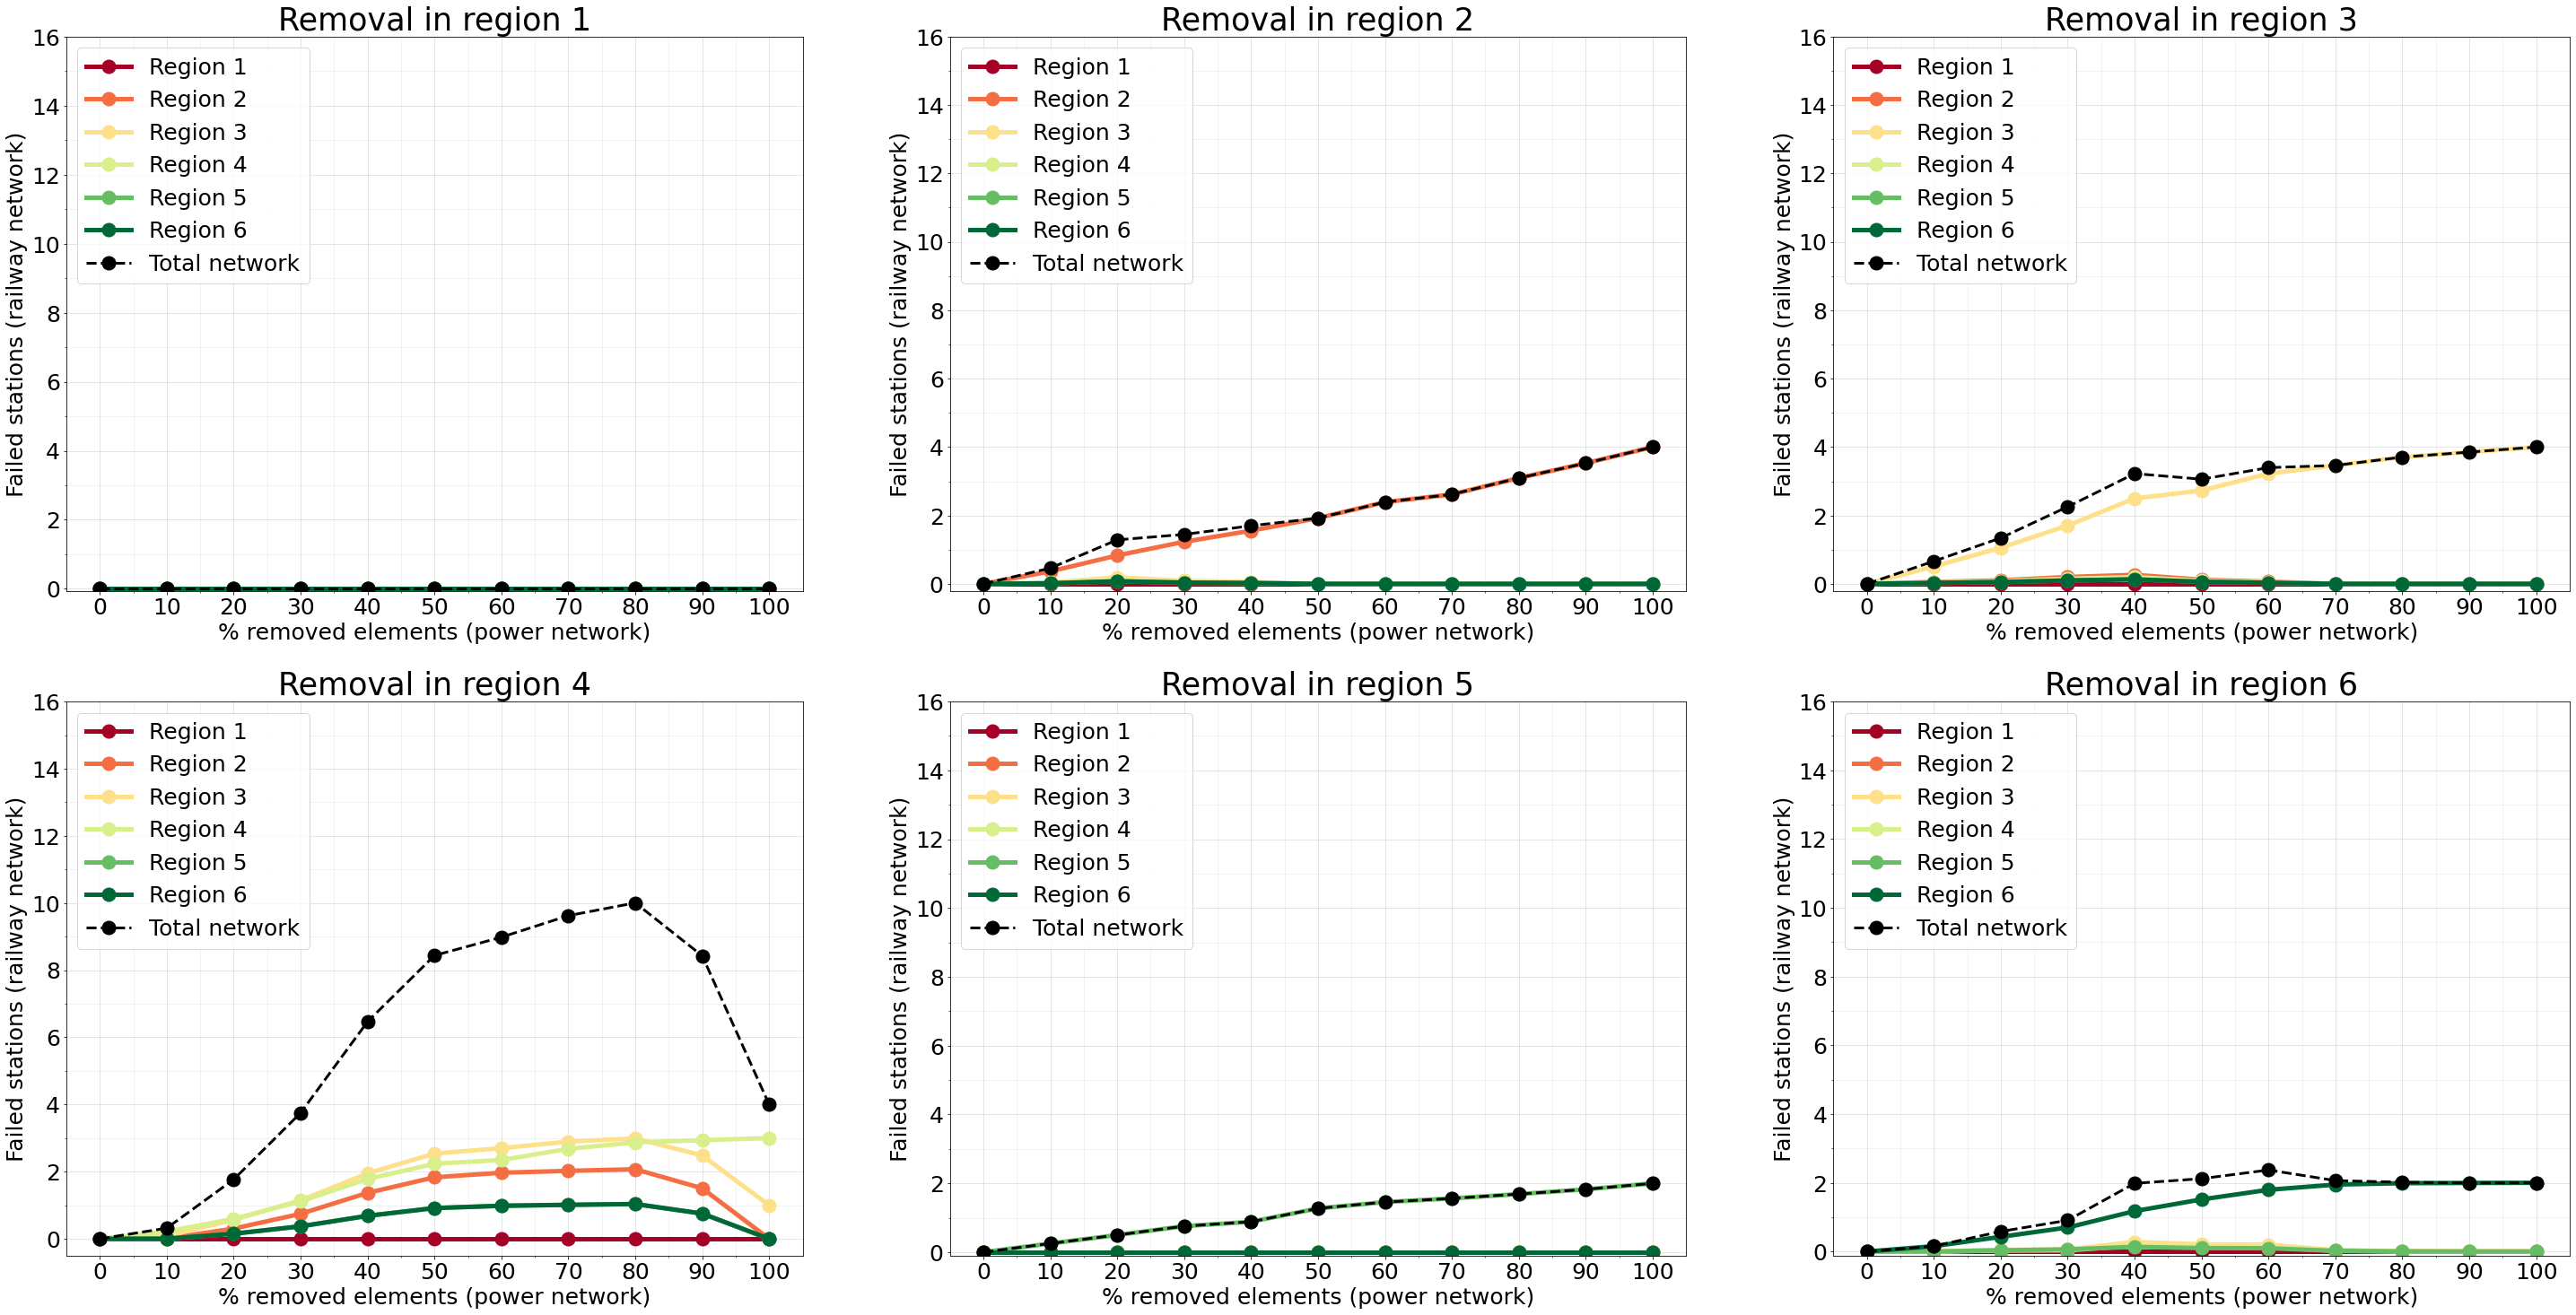 Removal in region 1
Failed stations (railway network)
16
14
12
10
8
6
4
2
0
Region 1
Region 2
Region 3
Region 4
Region 5
Region 6
Total network
0 10 20 30 40 50 60 70 80 90 100
% removed elements (power network)
Removal in region 2
Failed stations (railway network)
16
14
12
10
8
6
4
2
0
Region 1
Region 2
Region 3
Region 4
Region 5
Region 6
Total network
0 10 20 30 40 50 60 70 80 90 100
% removed elements (power network)
Removal in region 3
Failed stations (railway network)
16
14
12
10
8
6
4
2
0
Region 1
Region 2
Region 3
Region 4
Region 5
Region 6
Total network
0 10 20 30 40 50 60 70 80 90 100
% removed elements (power network)
Removal in region 4
Failed stations (railway network)
16
14
12
10
8
6
4
2
0
Region 1
Region 2
Region 3
Region 4
Region 5
Region 6
Total network
0 10 20 30 40 50 60 70 80 90 100
% removed elements (power network)
Removal in region 5
Failed stations (railway network)
16
14
12
10
8
6
4
2
0
Region 1
Region 2
Region 3
Region 4
Region 5
Region 6
Total network
0 10 20 30 40 50 60 70 80 90 100
% removed elements (power network)
Removal in region 6
Failed stations (railway network)
16
14
12
10
8
6
4
2
0
Region 1
Region 2
Region 3
Region 4
Region 5
Region 6
Total network
0 10 20 30 40 50 60 70 80 90 100
% removed elements (power network)